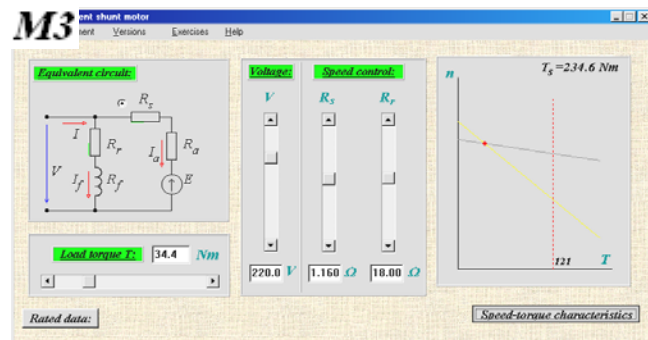 M3
ent shunt motor
ment Versions Exercises Help
Equivalent circuit:
Rs
I
Rr
Ia
Ra
V
If
Rf
E
Load torque T: 34.4 Nm
Rated data:
Voltage: Speed control:
V Rs Rr
220.0 V 1.160 Ω 18.00 Ω
n
Ts=234.6 Nm
121 T
Speed-torque characteristics